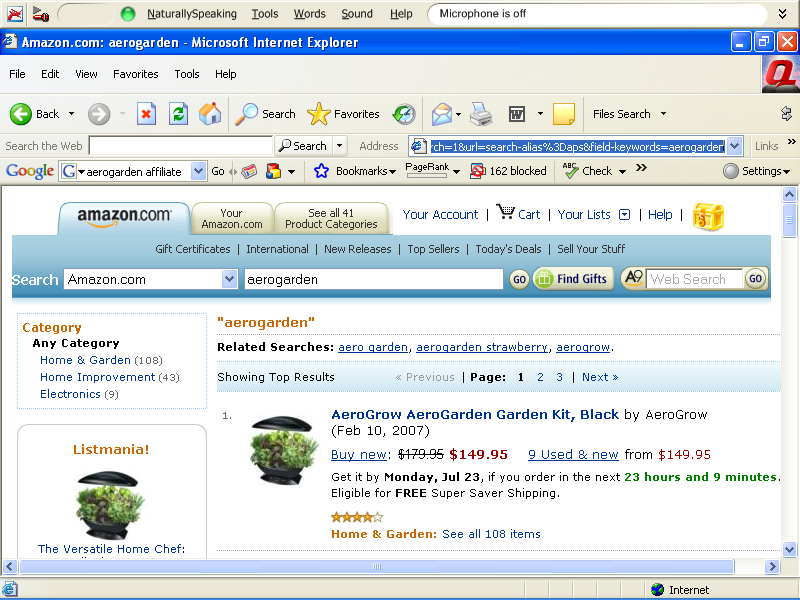 NaturallySpeaking Tools Words Sound Help Microphone is off
Amazon.com: aerogarden - Microsoft Internet Explorer
File Edit View Favorites Tools Help
Back Search Favorites Files Search
Search the Web Search Address rch=1&url=search-alias%3Daps&field-keywords=aerogarden Links
Google G aerogarden affiliate Go Bookmarks PageRank 162 blocked ABC Check Settings
amazon.com Your Amazon.com See all 41 Product Categories Your Account | Cart | Your Lists | Help |
Gift Certificates | International | New Releases | Top Sellers | Today's Deals | Sell Your Stuff
Search Amazon.com aerogarden GO Find Gifts A9 Web Search GO
Category
Any Category
Home & Garden (108)
Home Improvement (43)
Electronics (9)
Listmania!
The Versatile Home Chef:
"aerogarden"
Related Searches: aero garden, aerogarden strawberry, aerogrow.
Showing Top Results « Previous | Page: 1 2 3 | Next »
1. AeroGrow AeroGarden Garden Kit, Black by AeroGrow
(Feb 10, 2007)
Buy new: $179.95 $149.95 9 Used & new from $149.95
Get it by Monday, Jul 23, if you order in the next 23 hours and 9 minutes.
Eligible for FREE Super Saver Shipping.
Home & Garden: See all 108 items
Internet